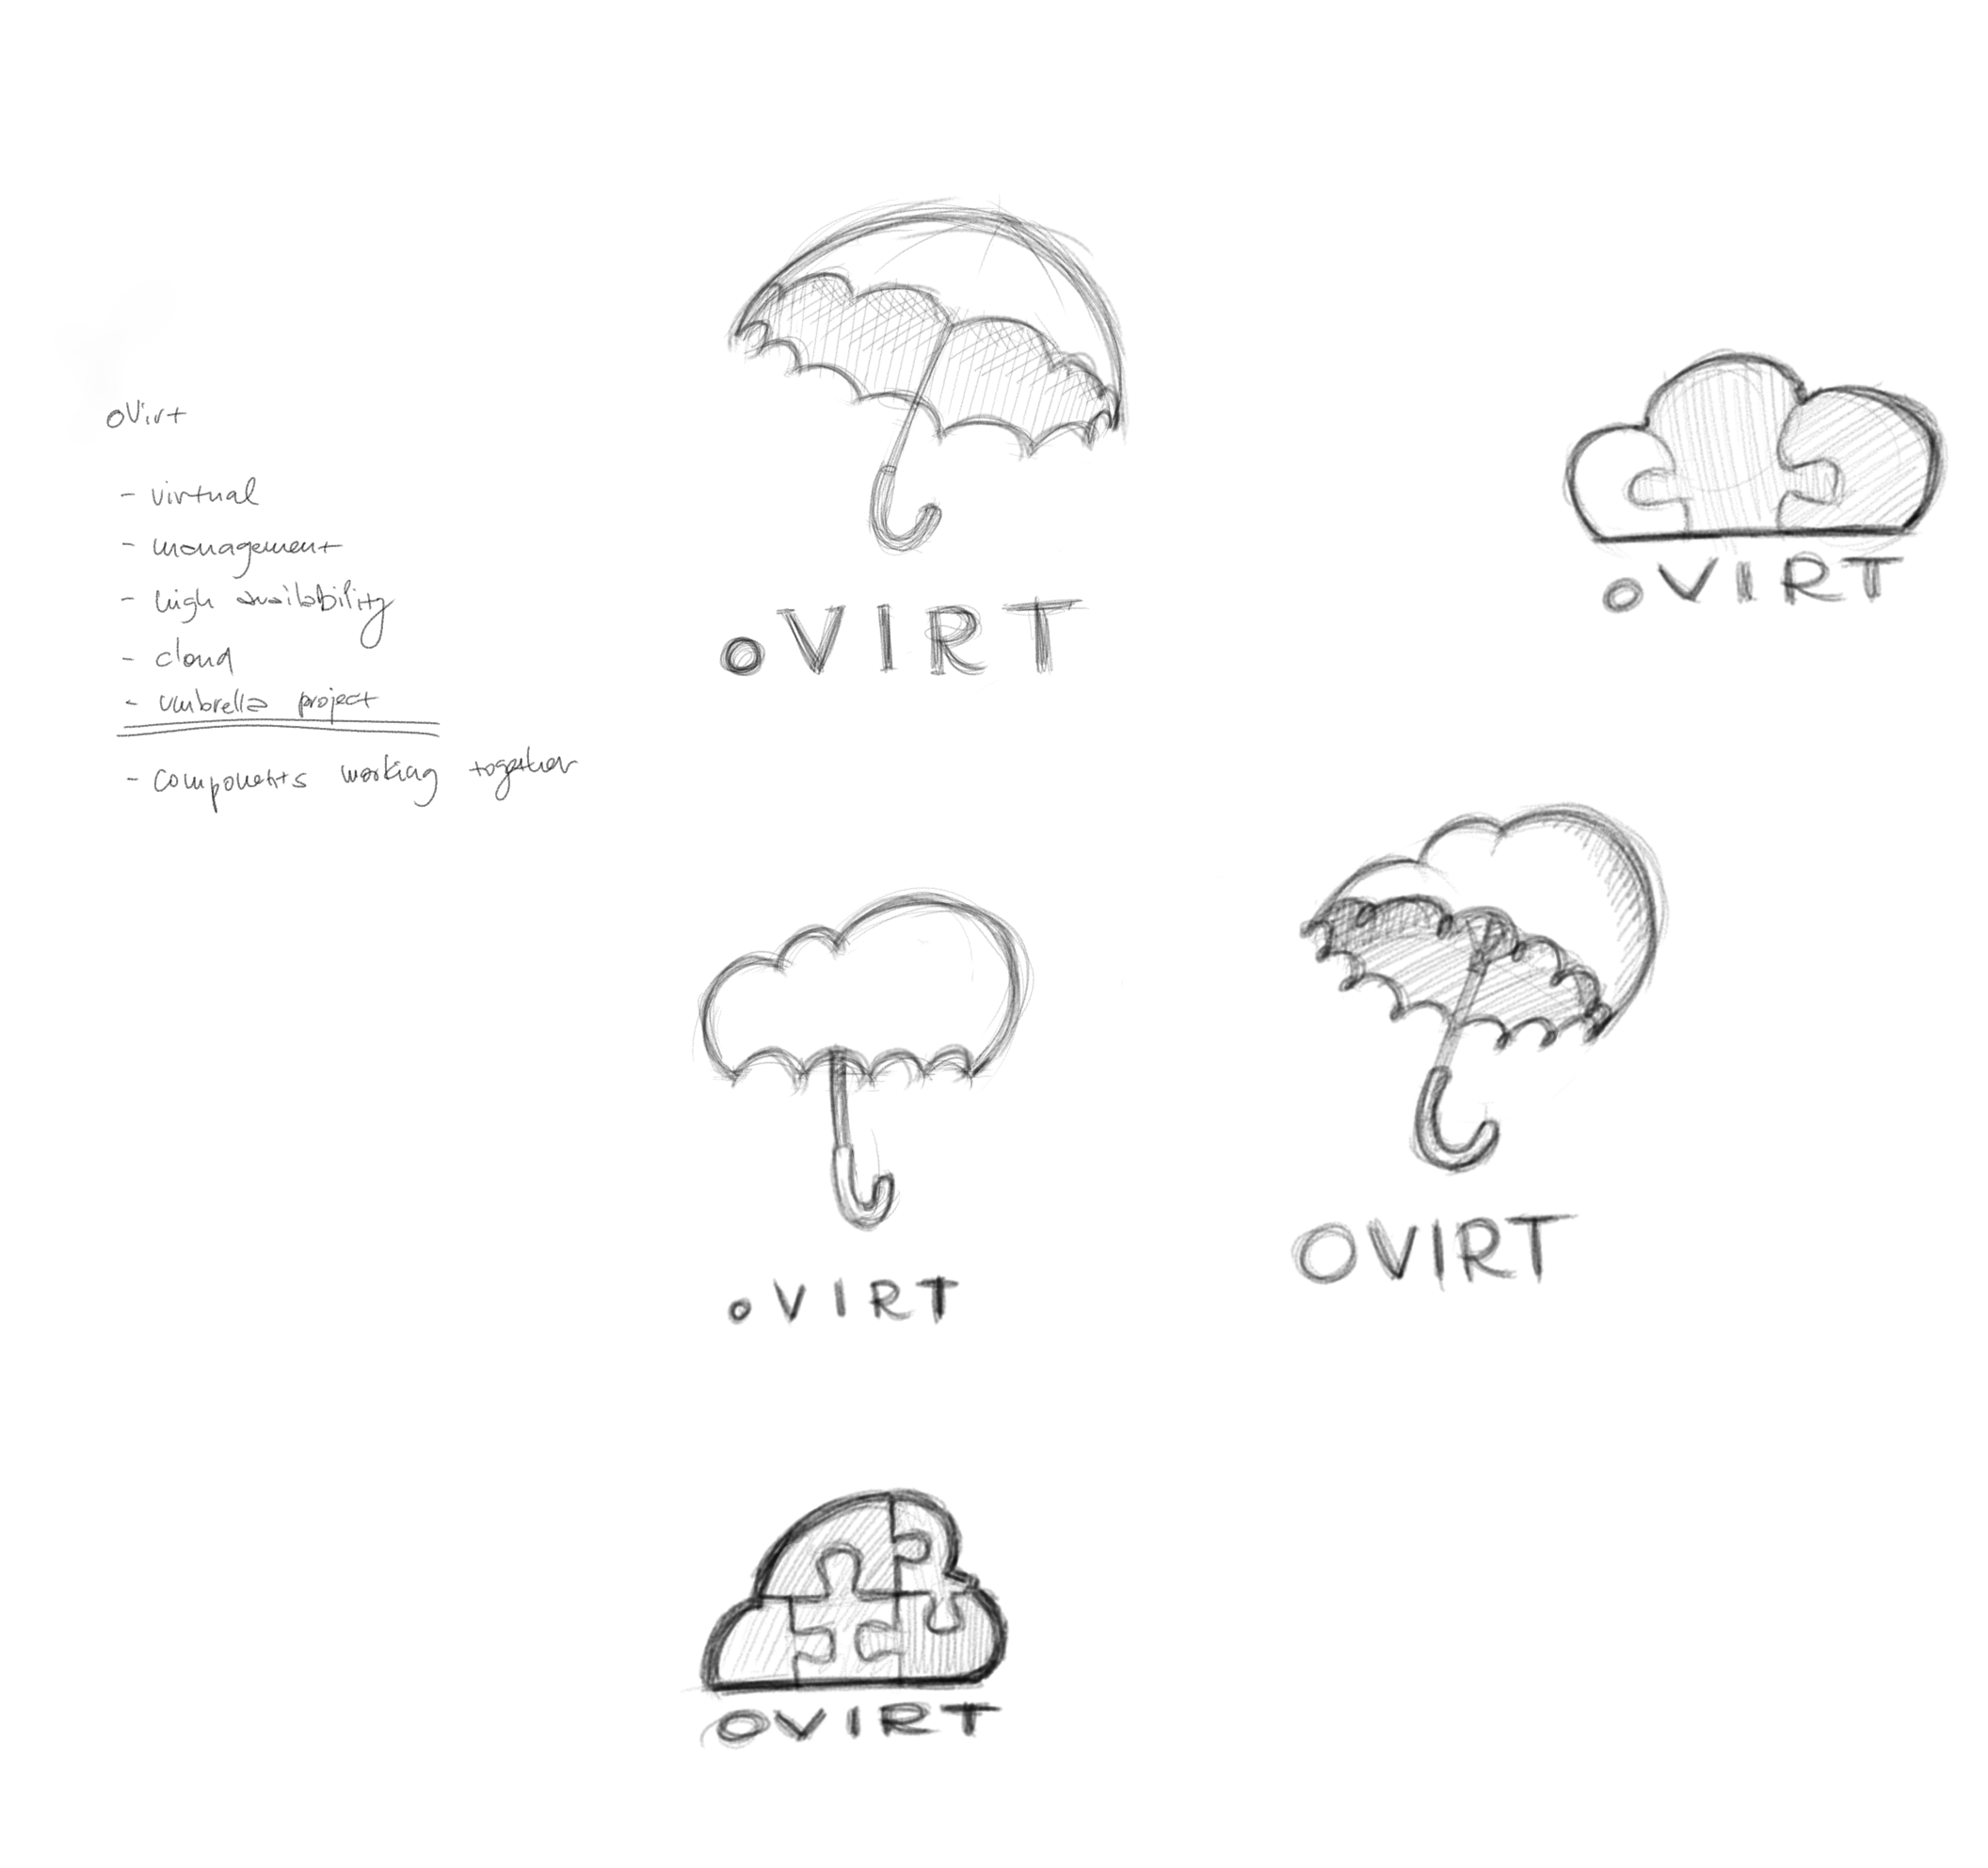 oVirt
- virtual
- management
- high availability
- cloud
- umbrella project
- components working together
oVIRT
oVIRT
oVIRT
OVIRT
OVIRT